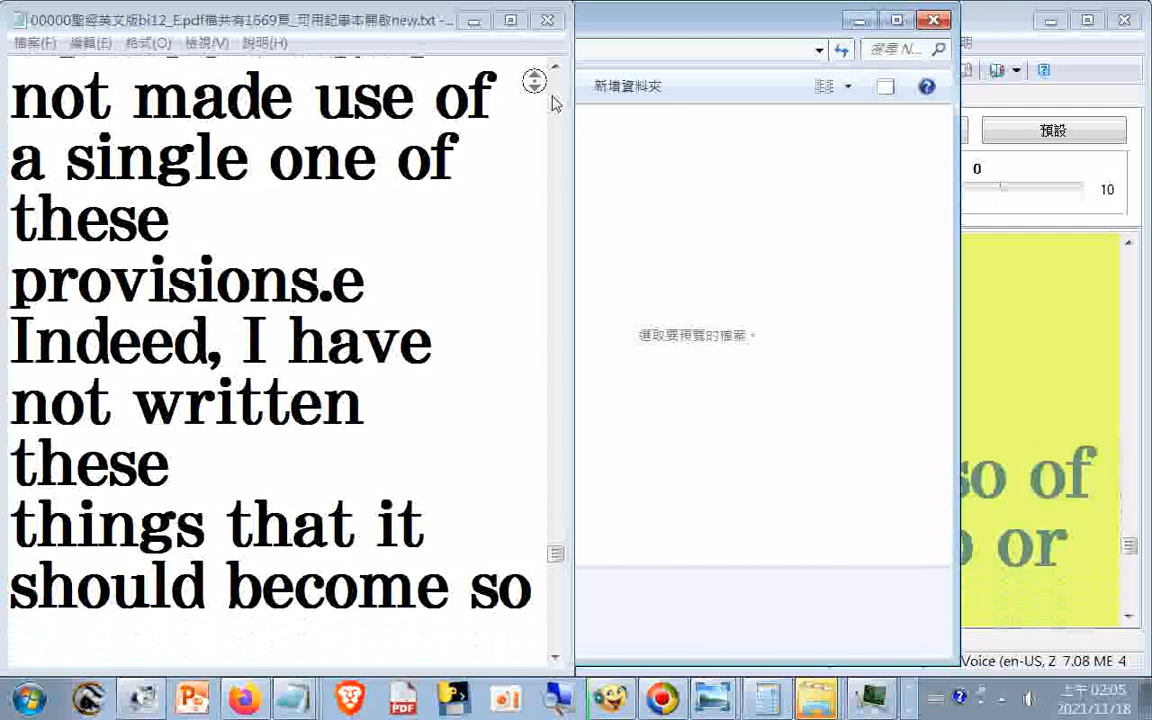 00000聖經英文版bi12_E.pdf檔共有1669頁_可用記事本開啟new.txt -...
檔案(F) 編輯(E) 格式(O) 檢視(V) 說明(H)
not made use of
a single one of
these
provisions.e
Indeed, I have
not written
these
things that it
should become so
搜尋 N...
新增資料夾
選取要預覽的檔案。
明
預設
0
10
so of
or
Voice (en-US, Z 7.08 ME 4
PDF
上午 02:05
2021/11/18